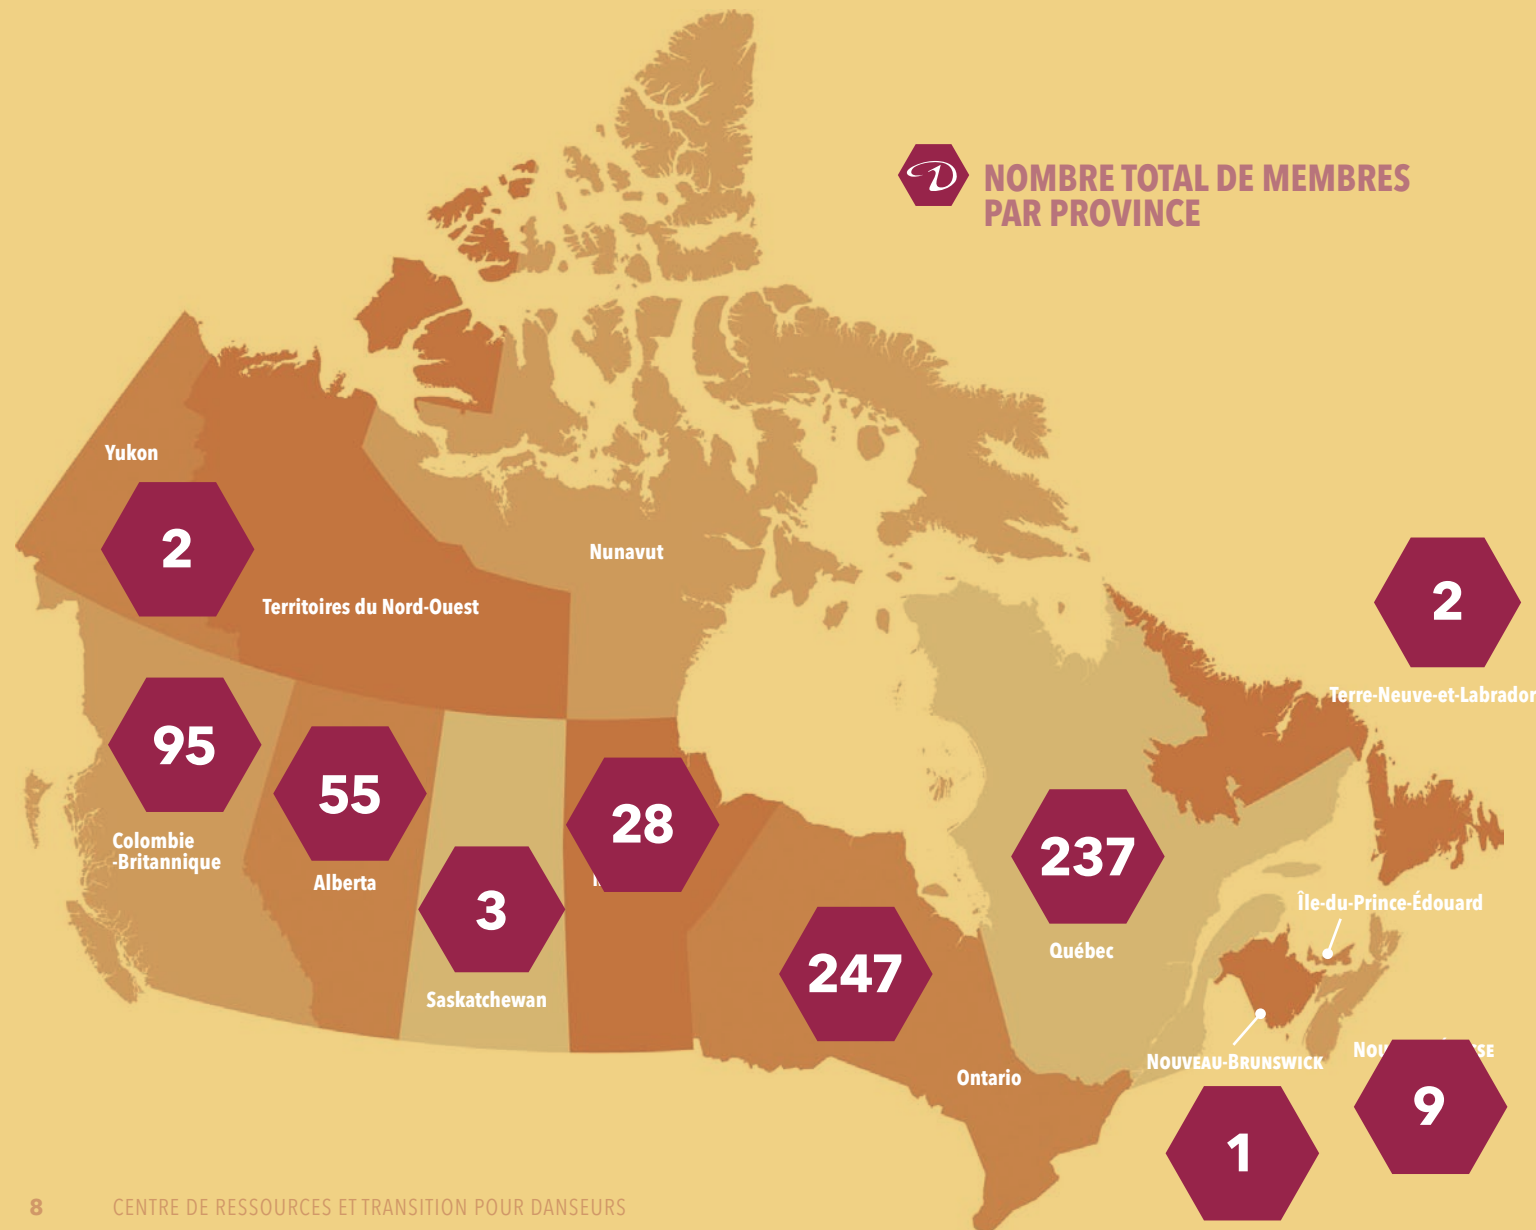 NOMBRE TOTAL DE MEMBRES
PAR PROVINCE
Yukon
2
Territoires du Nord-Ouest
Nunavut
2
Terre-Neuve-et-Labrador
95
Colombie
-Britannique
55
Alberta
3
Saskatchewan
28
247
Ontario
237
Québec
Île-du-Prince-Édouard
NOUVEAU-BRUNSWICK
1
9
8
CENTRE DE RESSOURCES ET TRANSITION POUR DANSEURS